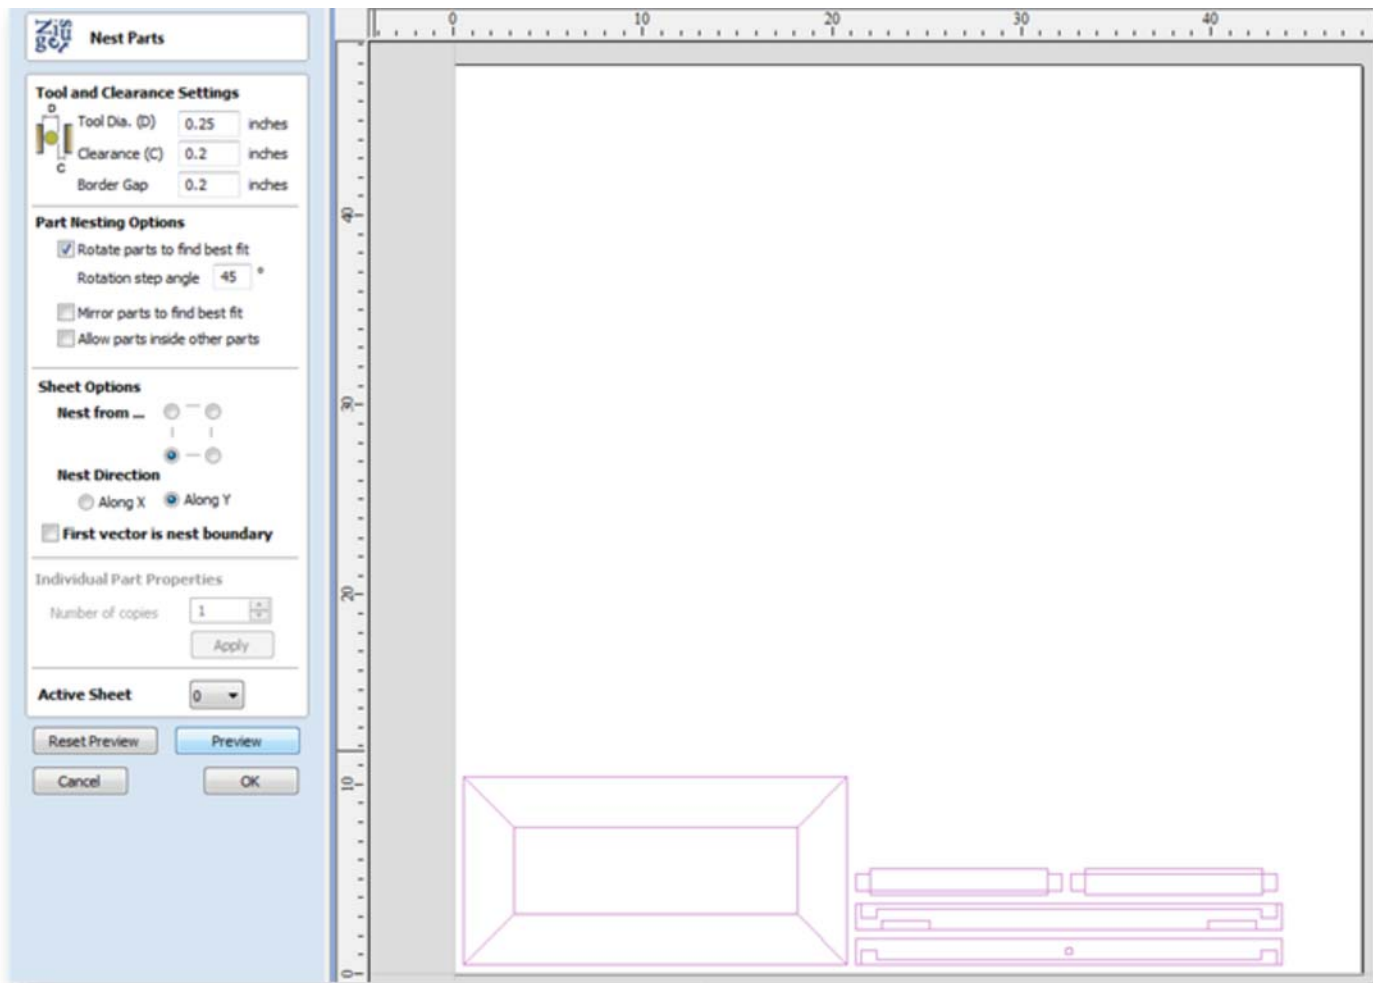 Nest Parts
Tool and Clearance Settings
D
Tool Dia. (D) 0.25 inches
Clearance (C) 0.2 inches
C
Border Gap 0.2 inches
Part Nesting Options
Rotate parts to find best fit
Rotation step angle 45 °
Mirror parts to find best fit
Allow parts inside other parts
Sheet Options
Nest from ...
Nest Direction
Along X Along Y
First vector is nest boundary
Individual Part Properties
Number of copies 1
Apply
Active Sheet 0
Reset Preview Preview
Cancel OK
0 10 20 30 40
40
30
20
10
0